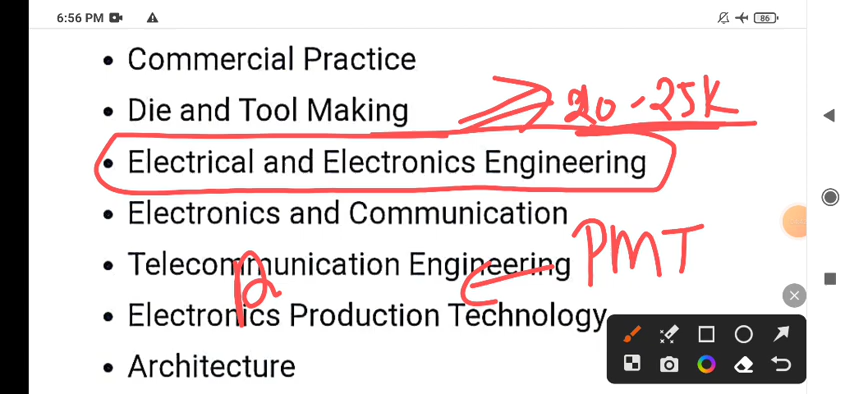 6:56 PM 86
• Commercial Practice
• Die and Tool Making 20-25K
• Electrical and Electronics Engineering
• Electronics and Communication
• Telecommunication Engineering PMT
• Electronics Production Technology
• Architecture